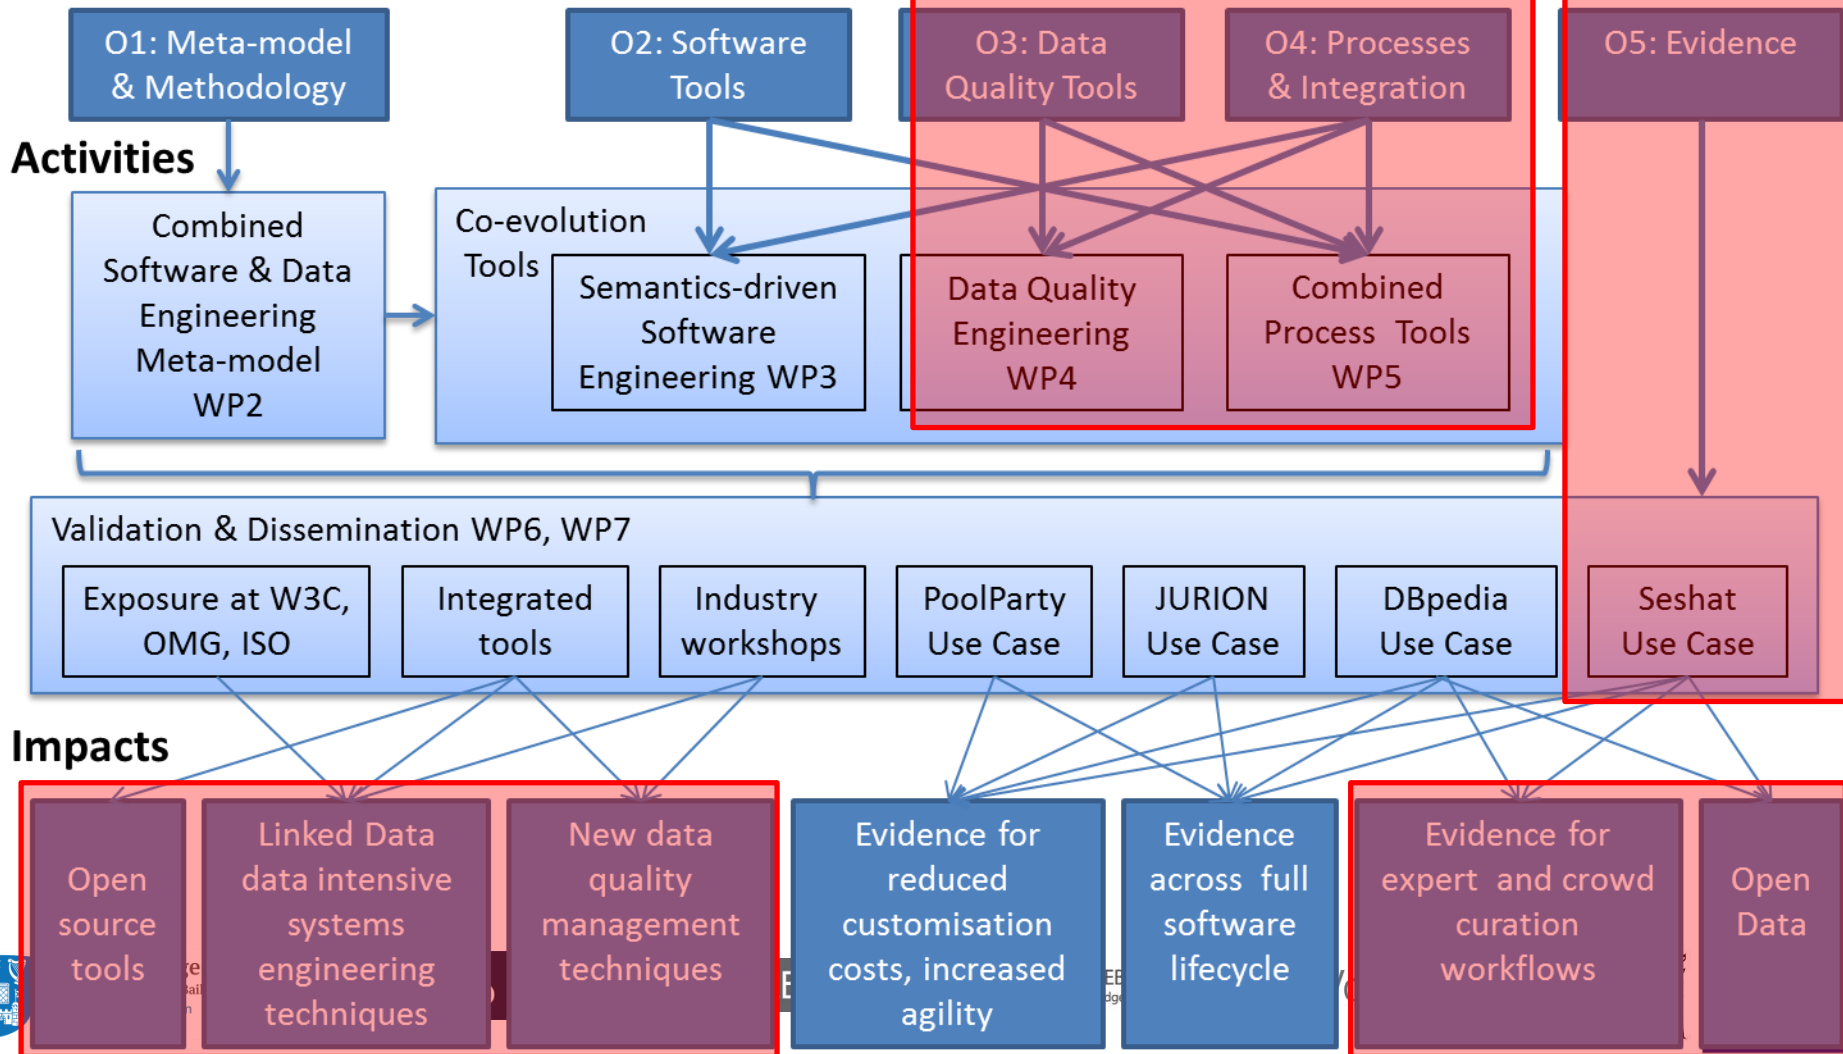 O1: Meta-model
& Methodology
O2: Software
Tools
O3: Data
Quality Tools
O4: Processes
& Integration
O5: Evidence
Activities
Combined
Software & Data
Engineering
Meta-model
WP2
Co-evolution
Tools
Semantics-driven
Software
Engineering WP3
Data Quality
Engineering
WP4
Combined
Process Tools
WP5
Validation & Dissemination WP6, WP7
Exposure at W3C,
OMG, ISO
Integrated
tools
Industry
workshops
PoolParty
Use Case
JURION
Use Case
DBpedia
Use Case
Seshat
Use Case
Impacts
Open
source
tools
Linked Data
data intensive
systems
engineering
techniques
New data
quality
management
techniques
Evidence for
reduced
customisation
costs, increased
agility
Evidence
across full
software
lifecycle
Evidence for
expert and crowd
curation
workflows
Open
Data